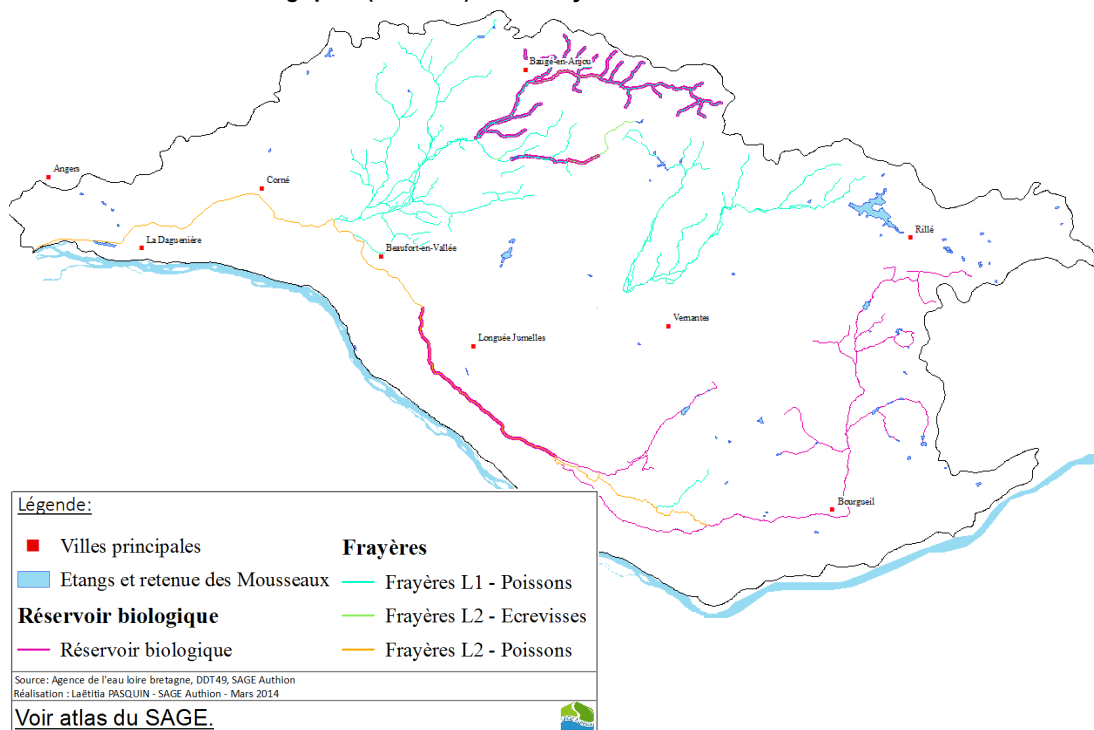 Baugé-en-Anjou
Angers
Corné
La Daguenière
Beaufort-en-Vallée
Rillé
Vernantes
Longuée Jumelles
Bourgueil
Légende:
Villes principales
Etangs et retenue des Mousseaux
Réservoir biologique
Réservoir biologique
Frayères
Frayères L1 - Poissons
Frayères L2 - Ecrevisses
Frayères L2 - Poissons
Source: Agence de l'eau loire bretagne, DDT49, SAGE Authion
Réalisation : Laëtitia PASQUIN - SAGE Authion - Mars 2014
Voir atlas du SAGE.